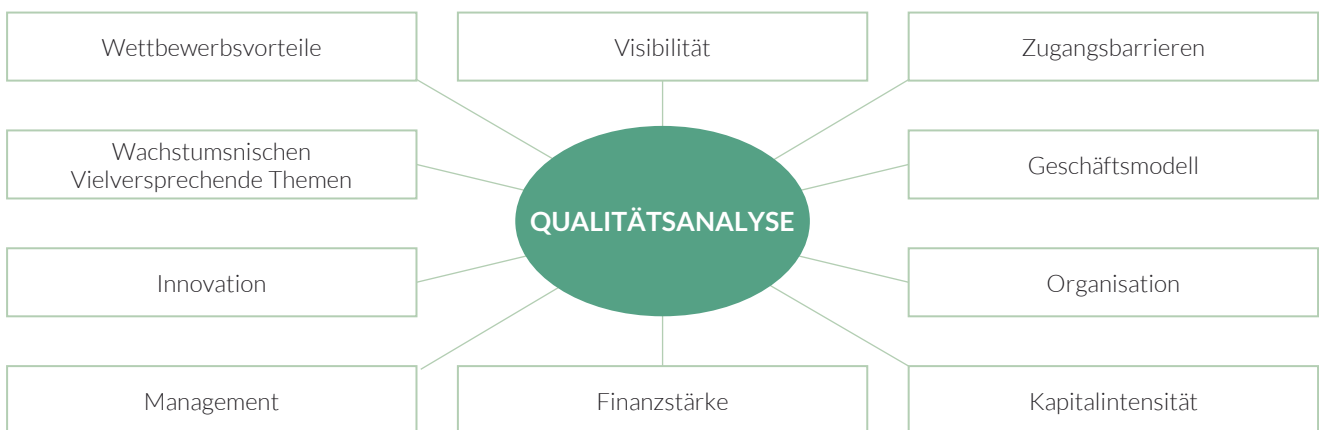 Wettbewerbsvorteile
Visibilität
Zugangsbarrieren
Wachstumsnischen
Vielversprechende Themen
Geschäftsmodell
QUALITÄTSANALYSE
Innovation
Organisation
Management
Finanzstärke
Kapitalintensität